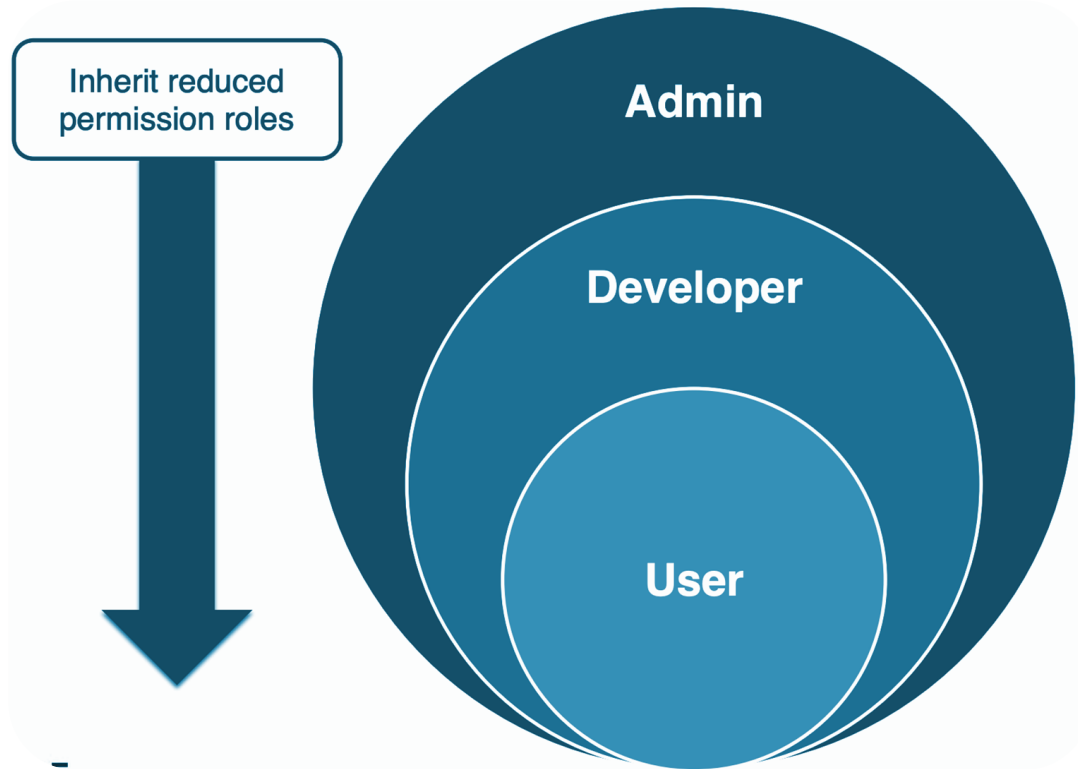 Inherit reduced
permission roles
Admin
Developer
User